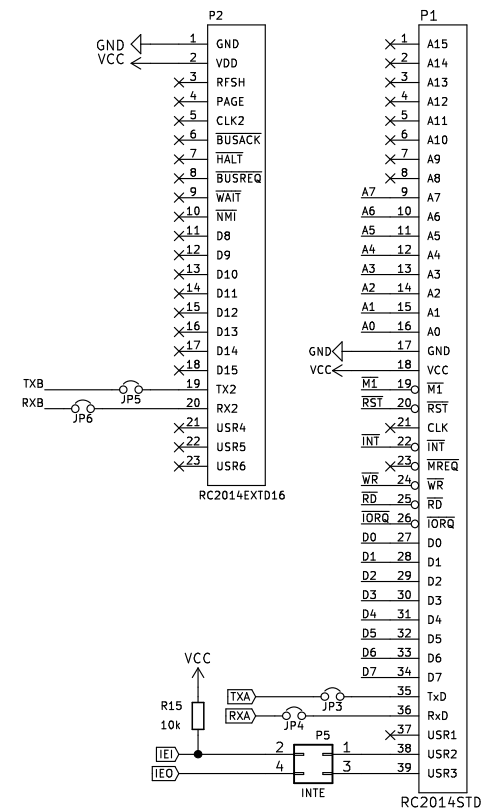 P2
GND 1 GND
VCC 2 VDD
3 RFSH
4 PAGE
5 CLK2
6 BUSACK
7 HALT
8 BUSREQ
9 WAIT
10 NMI
11 D8
12 D9
13 D10
14 D11
15 D12
16 D13
17 D14
18 D15
TXB JP5 19 TX2
RXB JP6 20 RX2
21 USR4
22 USR5
23 USR6
RC2014EXTD16
P1
1 A15
2 A14
3 A13
4 A12
5 A11
6 A10
7 A9
8 A8
A7 9 A7
A6 10 A6
A5 11 A5
A4 12 A4
A3 13 A3
A2 14 A2
A1 15 A1
A0 16 A0
GND 17 GND
VCC 18 VCC
M1 19 M1
RST 20 RST
21 CLK
INT 22 INT
23 MREQ
WR 24 WR
RD 25 RD
IORQ 26 IORQ
D0 27 D0
D1 28 D1
D2 29 D2
D3 30 D3
D4 31 D4
D5 32 D5
D6 33 D6
D7 34 D7
TXA JP3 35 TxD
RXA JP4 36 RxD
37 USR1
38 USR2
39 USR3
RC2014STD
VCC
R15
10k
P5
IEI 2 1
IEO 4 3
INTE